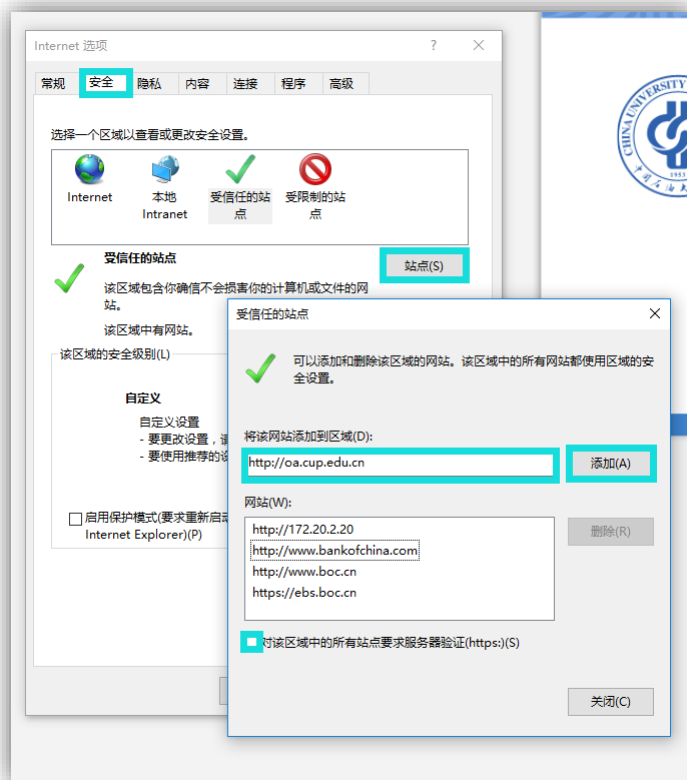 Internet 选项
?
常规 安全 隐私 内容 连接 程序 高级
选择一个区域以查看或更改安全设置。
Internet
本地
Intranet
受信任的站
点
受限制的站
点
受信任的站点
站点(S)
该区域包含你确信不会损害你的计算机或文件的网
站。
该区域中有网站。
该区域的安全级别(L)
自定义
自定义设置
- 要更改设置，
- 要使用推荐的
启用保护模式(要求重新启
Internet Explorer)(P)
受信任的站点
可以添加和删除该区域的网站。该区域中的所有网站都使用区域的安
全设置。
将该网站添加到区域(D):
http://oa.cup.edu.cn
添加(A)
网站(W):
http://172.20.2.20
http://www.bankofchina.com
http://www.boc.cn
https://ebs.boc.cn
删除(R)
对该区域中的所有站点要求服务器验证(https:)(S)
关闭(C)
CHINA UNIVERSITY
1953